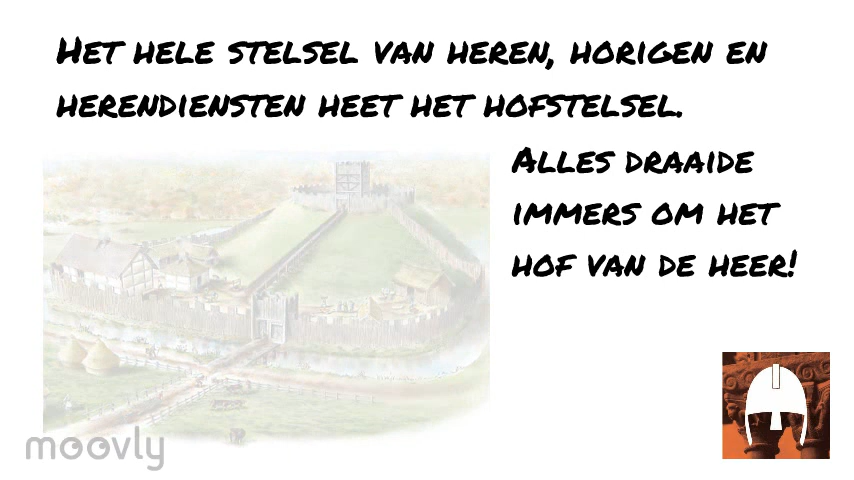 Het hele stelsel van heren, horigen en
herendiensten heet het hofstelsel.
Alles draaide
immers om het
hof van de heer!
moovly